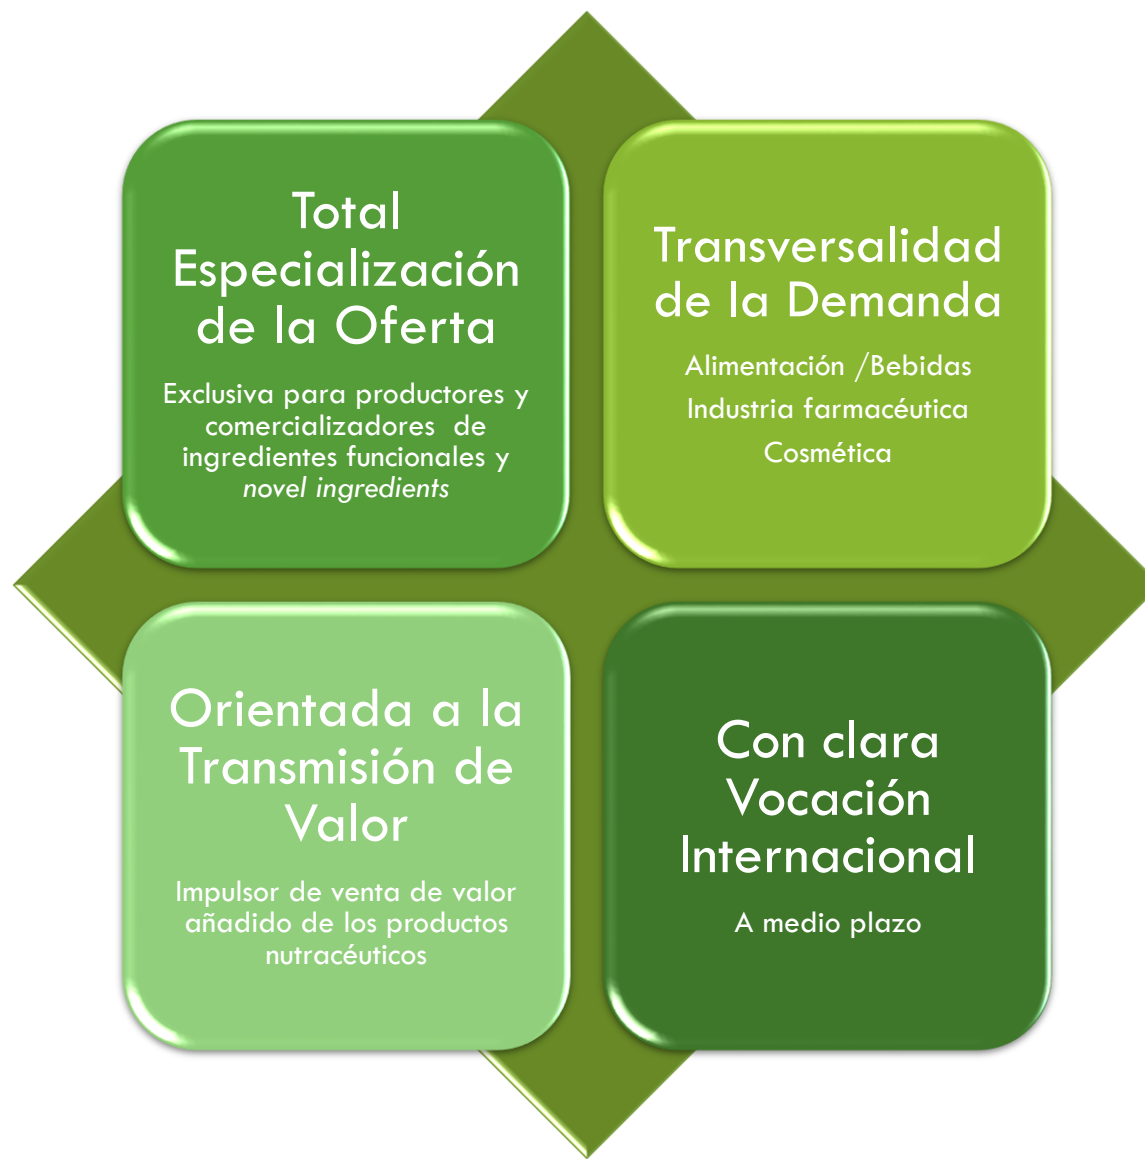 Total
Especialización
de la Oferta
Exclusiva para productores y
comercializadores de
ingredientes funcionales y
novel ingredients
Transversalidad
de la Demanda
Alimentación /Bebidas
Industria farmacéutica
Cosmética
Orientada a la
Transmisión de
Valor
Impulsor de venta de valor
añadido de los productos
nutracéuticos
Con clara
Vocación
Internacional
A medio plazo